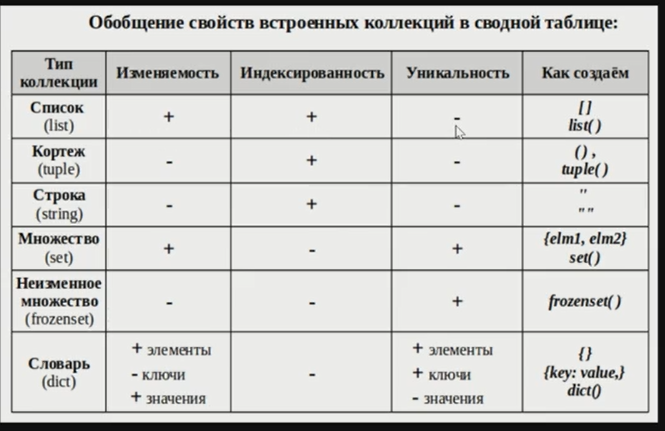 Обобщение свойств встроенных коллекций в сводной таблице:
Тип коллекции Изменяемость Индексированность Уникальность Как создаём
Список (list) + + - [ ] list( )
Кортеж (tuple) - + - ( ) , tuple( )
Строка (string) - + - '' " "
Множество (set) + - + {elm1, elm2} set( )
Неизменное множество (frozenset) - - + frozenset( )
Словарь (dict) + элементы - ключи + значения - + элементы + ключи - значения { } {key: value,} dict()